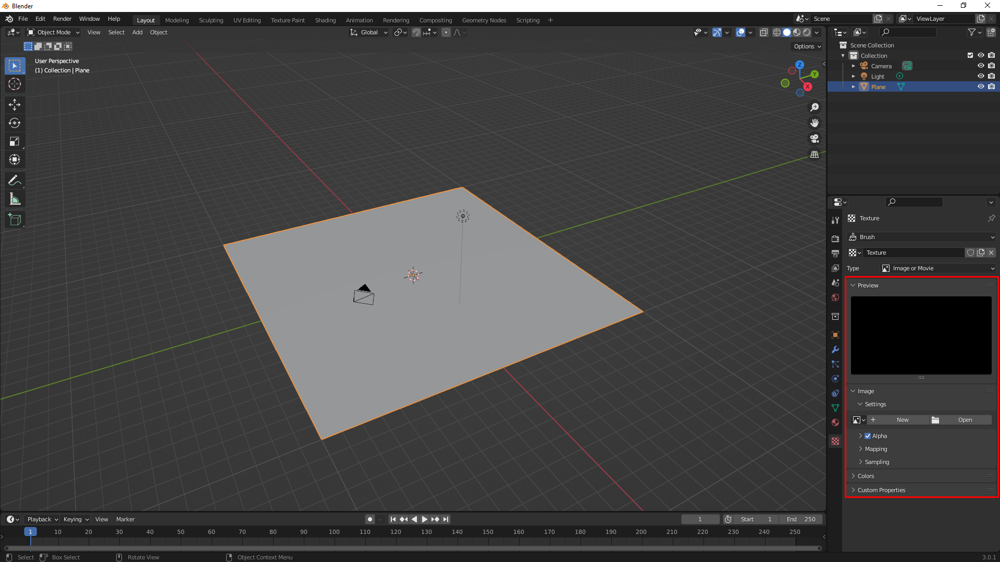 Blender
File Edit Render Window Help
Layout Modeling Sculpting UV Editing Texture Paint Shading Animation Rendering Compositing Geometry Nodes Scripting +
Scene
ViewLayer
Object Mode View Select Add Object
Global
Options
User Perspective
(1) Collection | Plane
Z
Y
X
Scene Collection
Collection
Camera
Light
Plane
Texture
Brush
Texture
Type Image or Movie
Preview
Image
Settings
New Open
Alpha
Mapping
Sampling
Colors
Custom Properties
Playback Keying View Marker
1 Start 1 End 250
1 10 20 30 40 50 60 70 80 90 100 110 120 130 140 150 160 170 180 190 200 210 220 230 240 250
Select Box Select Rotate View Object Context Menu
3.0.1